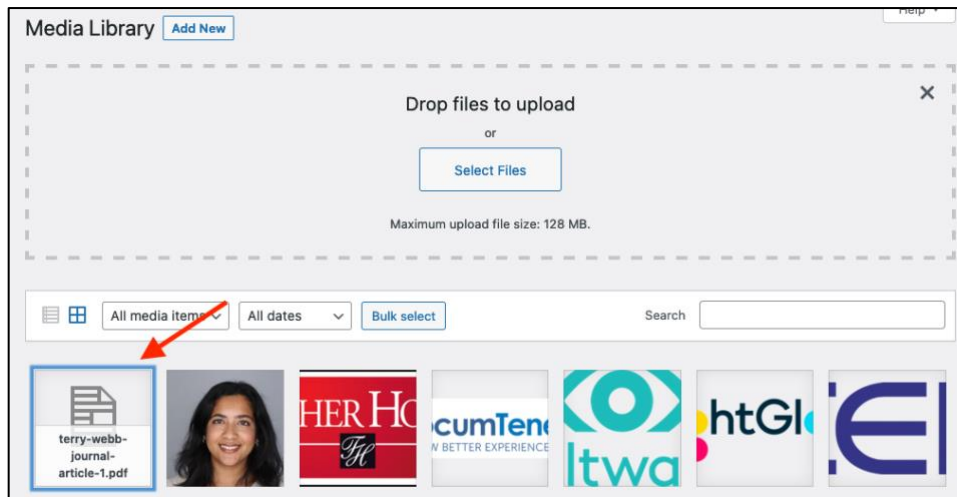 Help
Media Library Add New
Drop files to upload
or
Select Files
Maximum upload file size: 128 MB.
All media items All dates Bulk select Search
terry-webb-
journal-
article-1.pdf
HER HO
FH
cumTene
W BETTER EXPERIENCE
ltwa
htGl